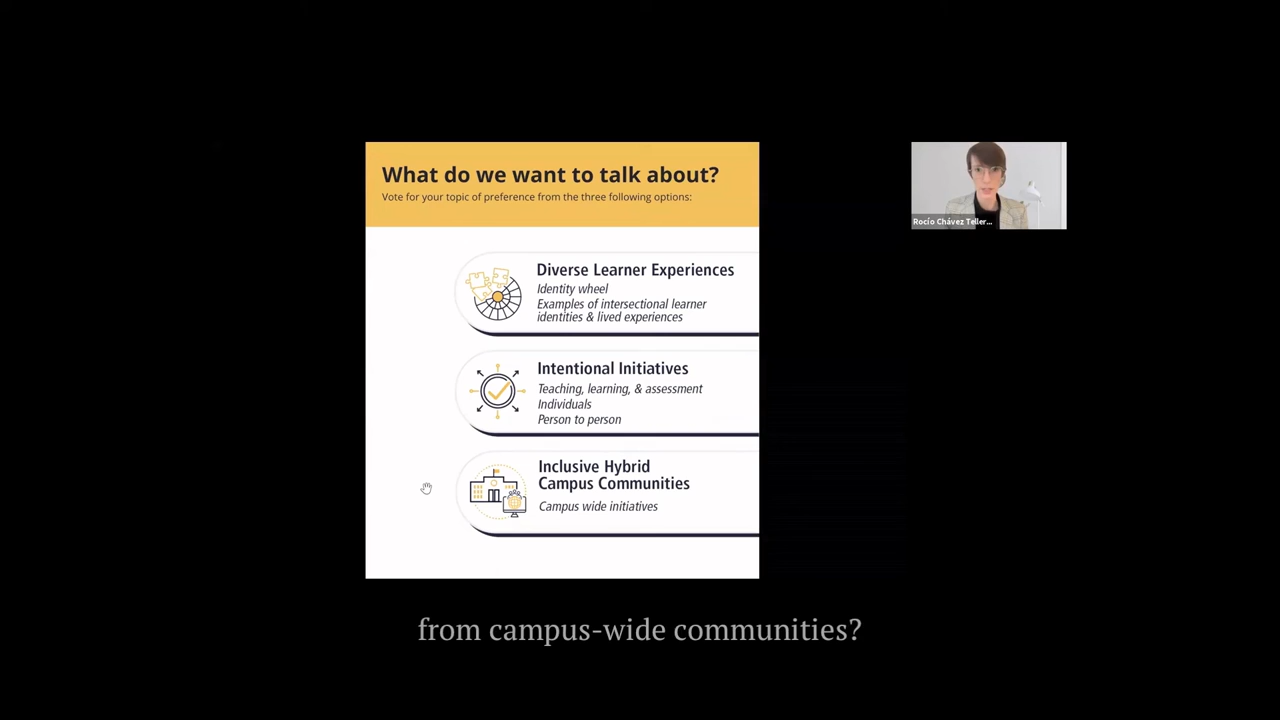 What do we want to talk about?
Vote for your topic of preference from the three following options:
Diverse Learner Experiences
Identity wheel
Examples of intersectional learner
identities & lived experiences
Intentional Initiatives
Teaching, learning, & assessment
Individuals
Person to person
Inclusive Hybrid
Campus Communities
Campus wide initiatives
Rocío Chávez Teller...
from campus-wide communities?